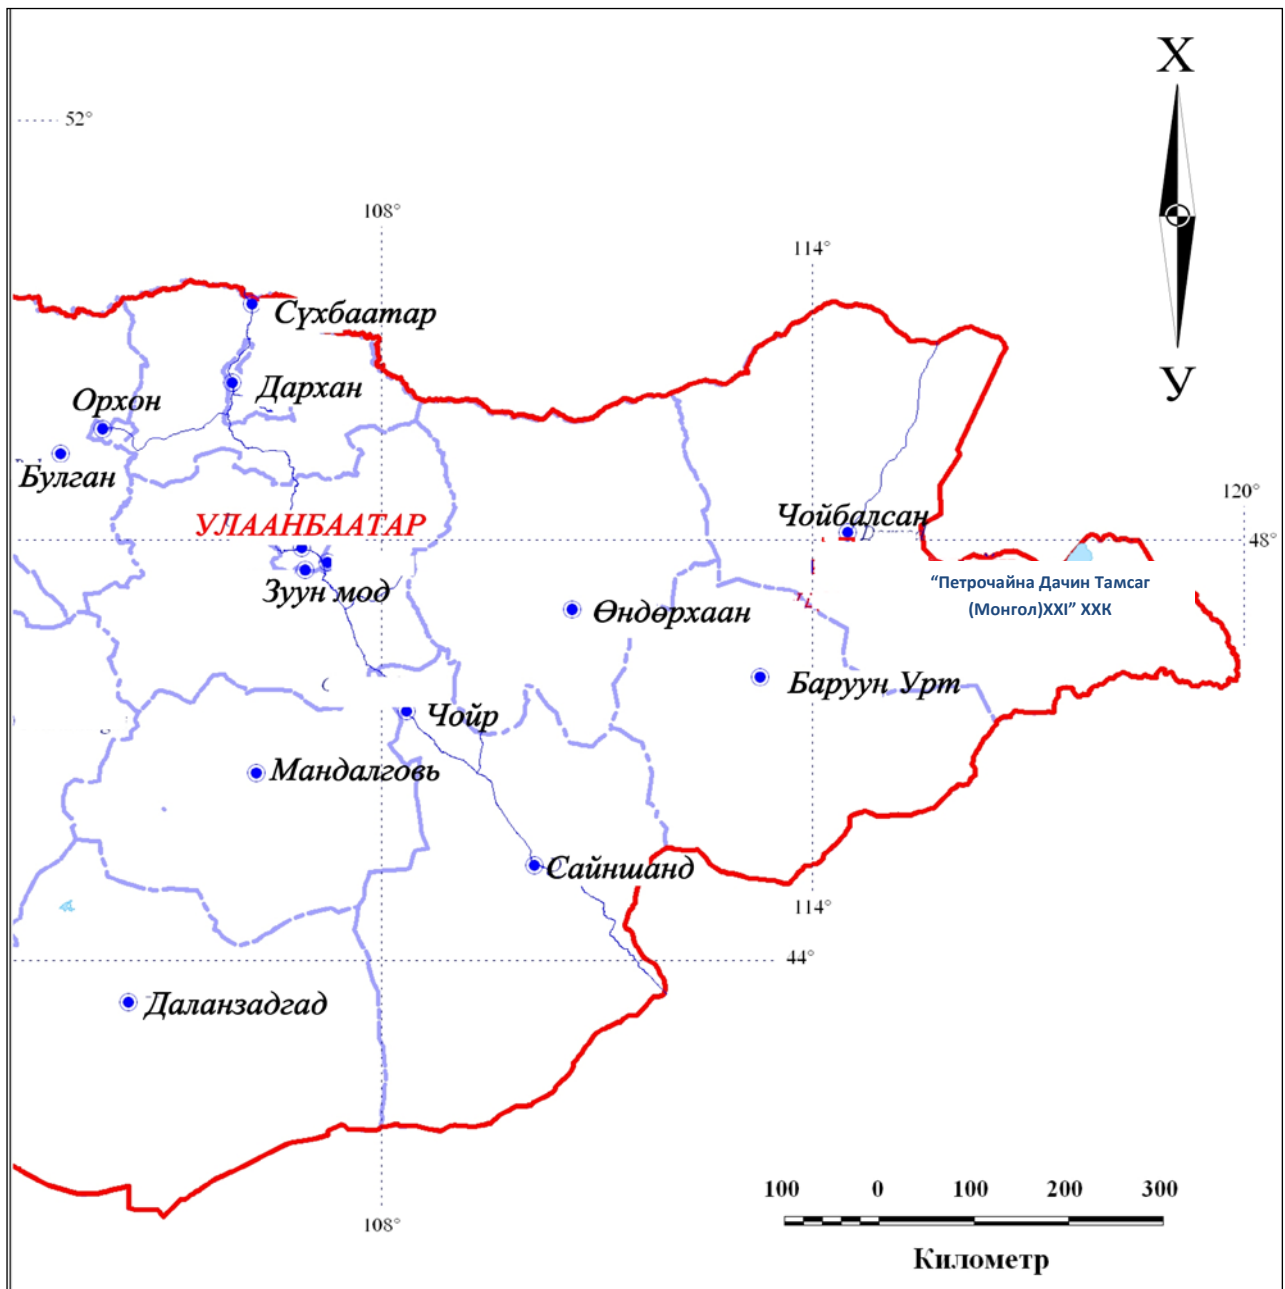 Х
52°
108°
114°
Сүхбаатар
У
Дархан
Орхон
Булган
120°
УЛААНБААТАР
Чойбалсан
48°
Зуун мод
“Петрочайна Дачин Тамсаг
(Монгол)XXI” ХХК
Өндөрхаан
Баруун Урт
Чойр
Мандалговь
Сайншанд
114°
44°
Даланзадгад
100 0 100 200 300
108°
Километр